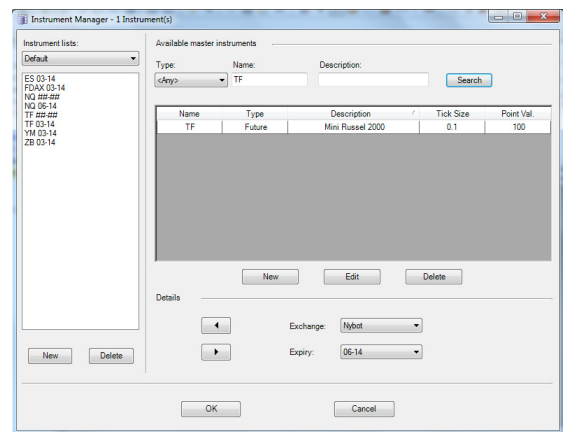 Instrument Manager - 1 Instrument(s)
Instrument lists:
Default
ES 03-14
FDAX 03-14
NQ ##-##
NQ 06-14
TF ##-##
TF 03-14
YM 03-14
ZB 03-14
New Delete
Available master instruments
Type: Name: Description:
<Any> TF Search
Name Type Description Tick Size Point Val.
TF Future Mini Russel 2000 0.1 100
New Edit Delete
Details
Exchange: Nybot
Expiry: 06-14
OK Cancel